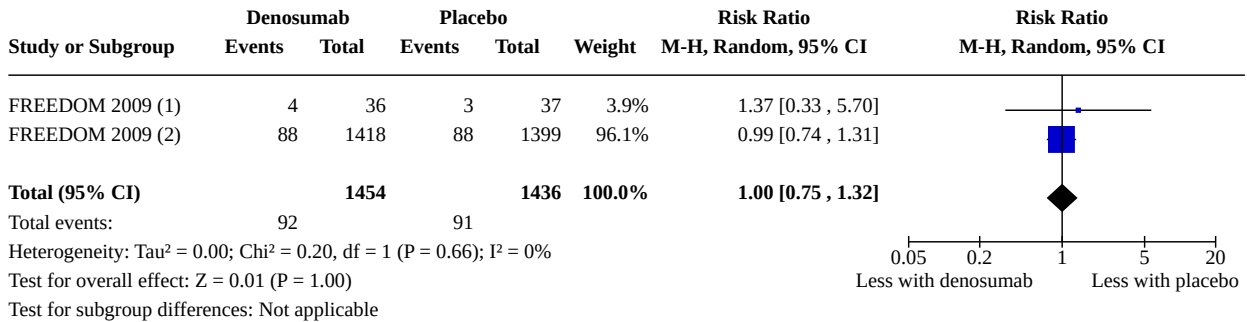 Denosumab Placebo Risk Ratio Risk Ratio
Study or Subgroup Events Total Events Total Weight M-H, Random, 95% CI M-H, Random, 95% CI
FREEDOM 2009 (1) 4 36 3 37 3.9% 1.37 [0.33 , 5.70]
FREEDOM 2009 (2) 88 1418 88 1399 96.1% 0.99 [0.74 , 1.31]
Total (95% CI) 1454 1436 100.0% 1.00 [0.75 , 1.32]
Total events: 92 91
Heterogeneity: Tau² = 0.00; Chi² = 0.20, df = 1 (P = 0.66); I² = 0%
0.05 0.2 1 5 20
Test for overall effect: Z = 0.01 (P = 1.00)
Less with denosumab Less with placebo
Test for subgroup differences: Not applicable